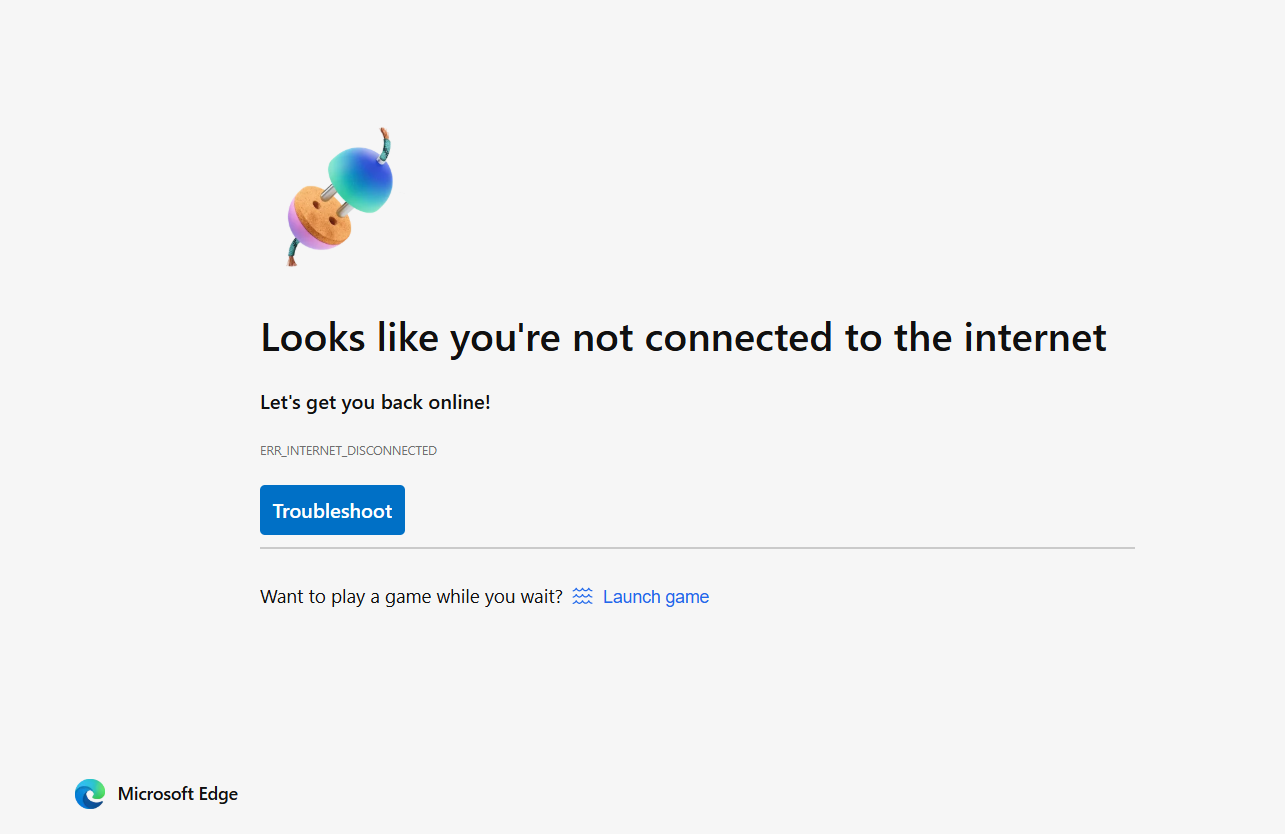 Looks like you're not connected to the internet
Let's get you back online!
ERR_INTERNET_DISCONNECTED
Troubleshoot
Want to play a game while you wait? Launch game
Microsoft Edge